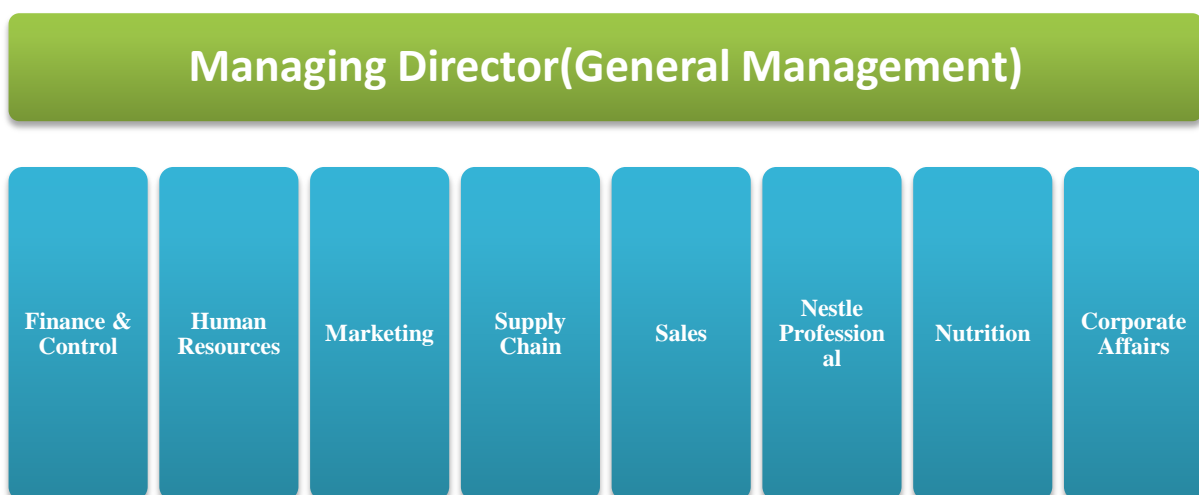 Managing Director(General Management)
Finance &
Control
Human
Resources
Marketing
Supply
Chain
Sales
Nestle
Profession
al
Nutrition
Corporate
Affairs